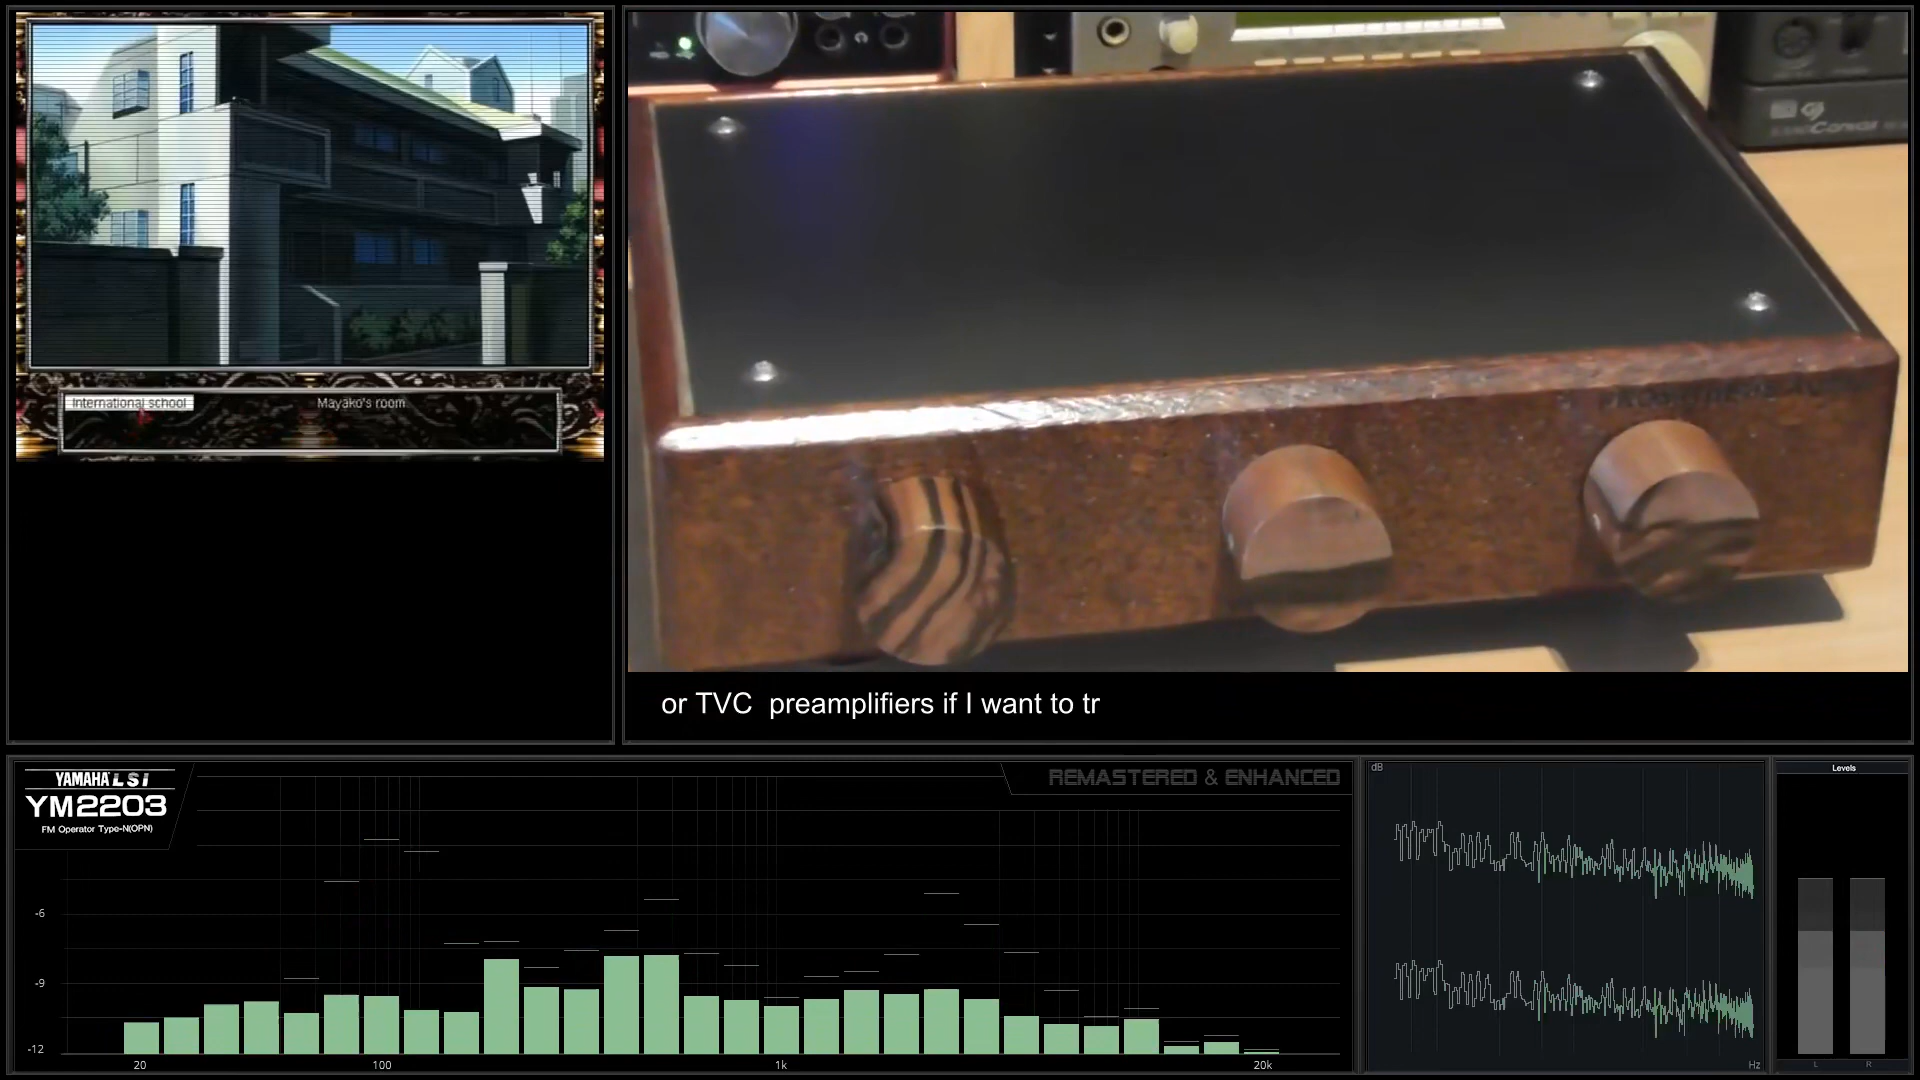 International school
Mayako's room
or TVC  preamplifiers if I want to tr
YAMAHA LSI
YM2203
FM Operator Type-N(OPN)
REMASTERED & ENHANCED
-6
-9
-12
20
100
1k
20k
dB
Hz
Levels
L
R